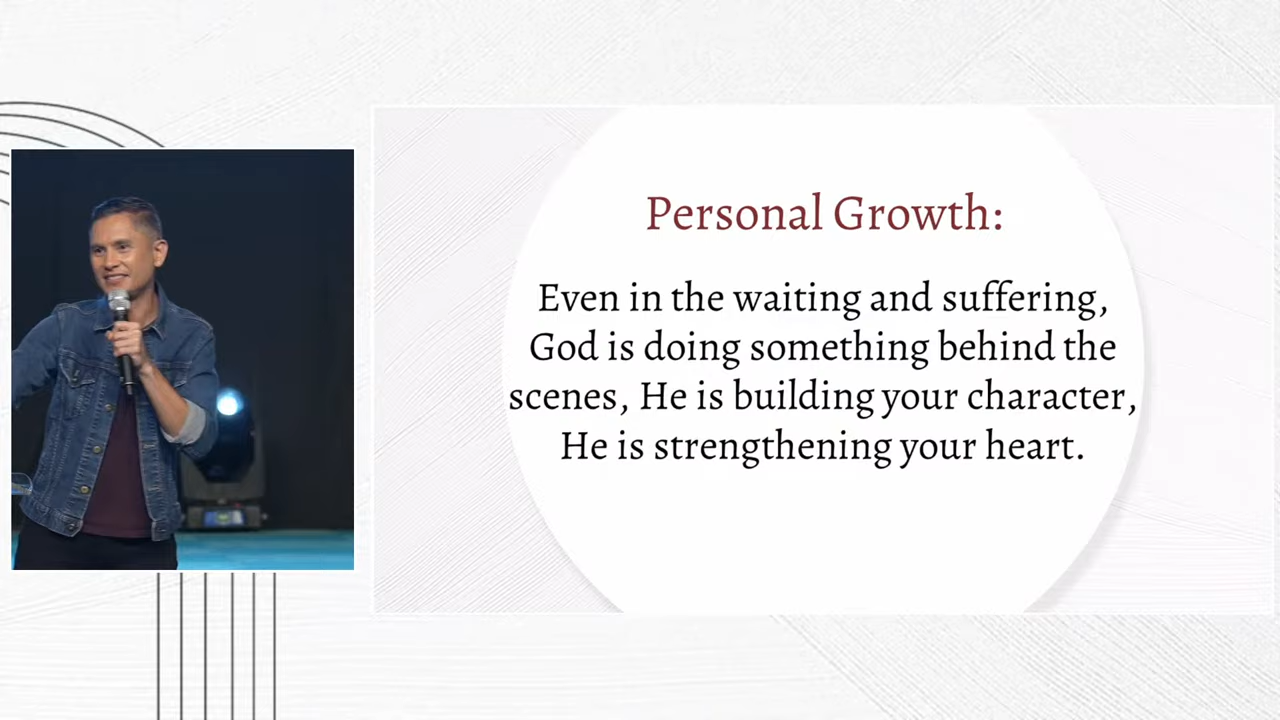 Personal Growth:
Even in the waiting and suffering,
God is doing something behind the
scenes, He is building your character,
He is strengthening your heart.